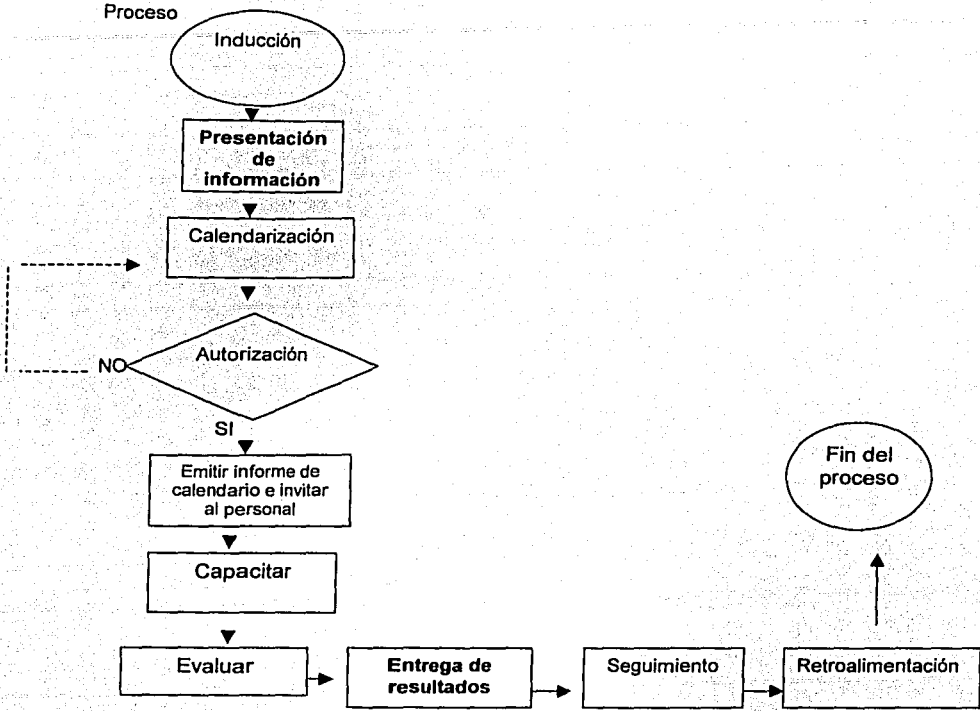 Proceso
Inducción
Presentación
de
información
Calendarización
Autorización
NO
SI
Emitir informe de
calendario e invitar
al personal
Capacitar
Evaluar
Entrega de
resultados
Seguimiento
Retroalimentación
Fin del
proceso